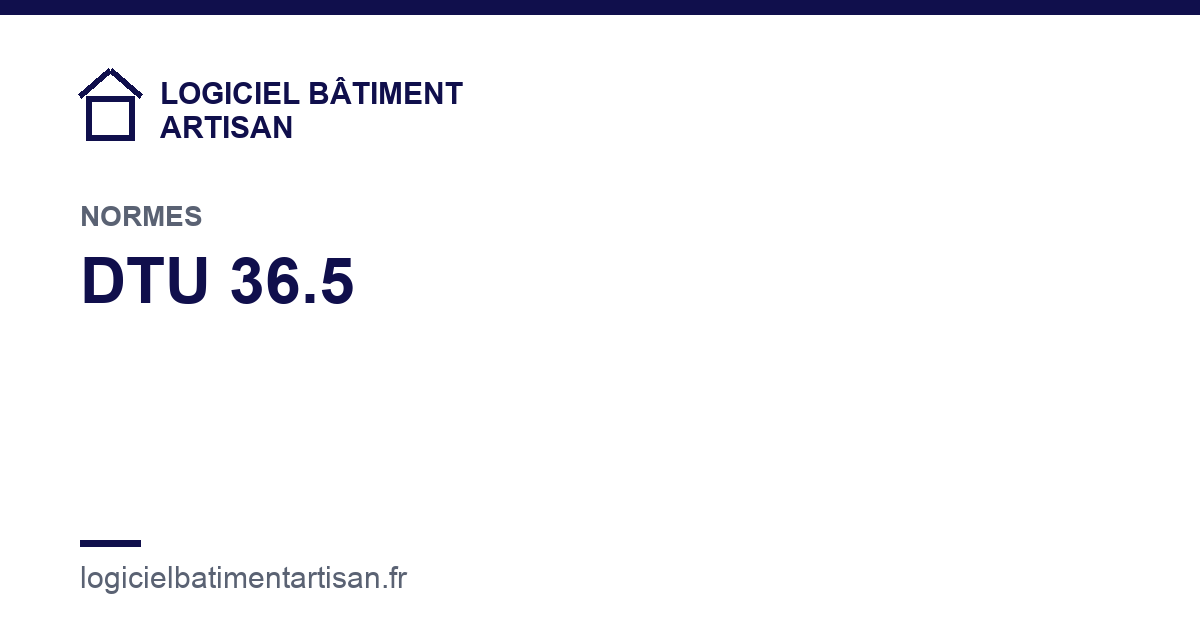 LOGICIEL BÂTIMENT
ARTISAN
NORMES
DTU 36.5
logicielbatimentartisan.fr